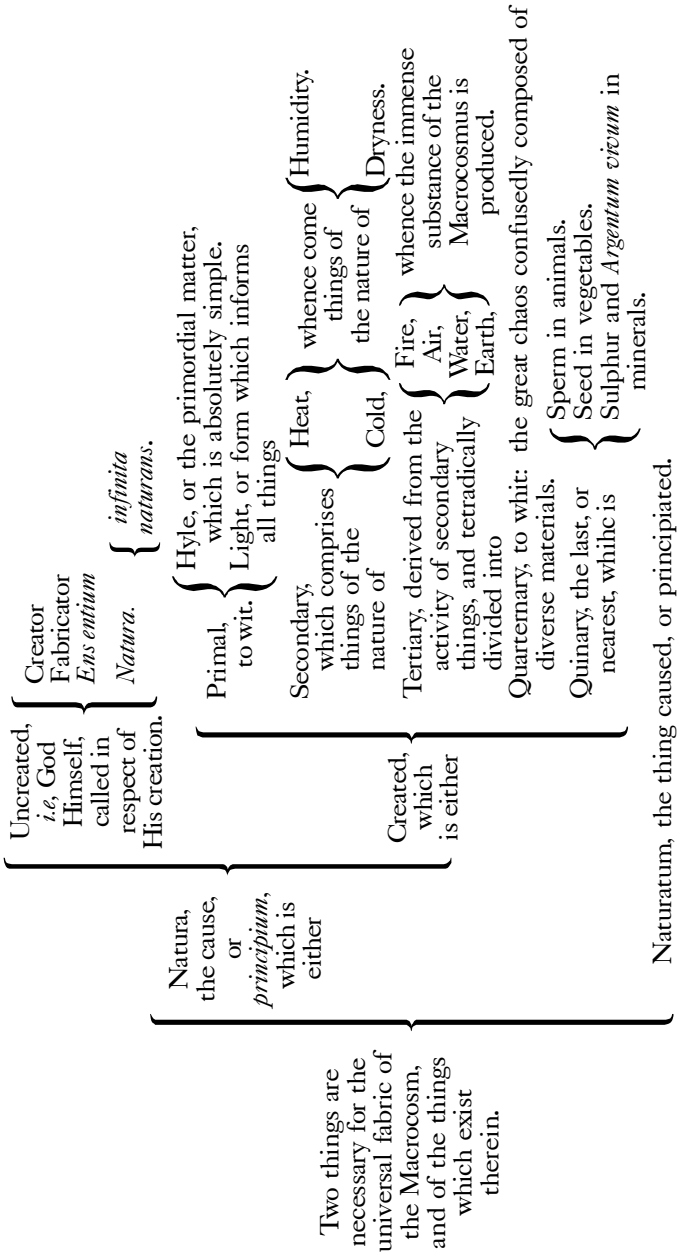 Two things are
necessary for the
universal fabric of
the Macrocosm,
and of the things
which exist
therein.
Natura,
the cause,
or
principium,
which is
either
Uncreated,
i.e, God
Himself,
called in
respect of
His creation.
Creator
Fabricator
Ens entium
Natura.
infinita
naturans.
Created,
which
is either
Primal,
to wit.
Hyle, or the primordial matter,
which is absolutely simple.
Light, or form which informs
all things
Secondary,
which comprises
things of the
nature of
Heat,
Cold,
whence come
things of
the nature of
Humidity.
Dryness.
Tertiary, derived from the
activity of secondary
things, and tetradically
divided into
Fire,
Air,
Water,
Earth,
whence the immense
substance of the
Macrocosmus is
produced.
Quarternary, to whit: the great chaos confusedly composed of
diverse materials.
Quinary, the last, or
nearest, whihc is
Sperm in animals.
Seed in vegetables.
Sulphur and Argentum vivum in
minerals.
Naturatum, the thing caused, or principiated.